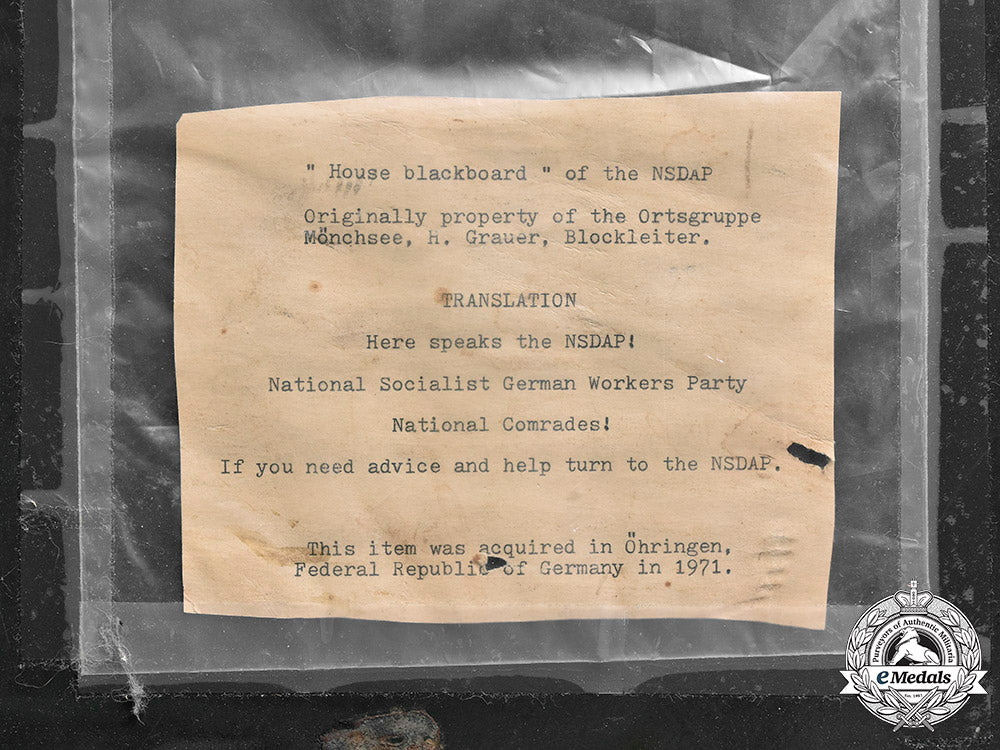 " House blackboard " of the NSDAP
Originally property of the Ortsgruppe
Mönchsee, H. Grauer, Blockleiter.
TRANSLATION
Here speaks the NSDAP!
National Socialist German Workers Party
National Comrades!
If you need advice and help turn to the NSDAP.
This item was acquired in Öhringen,
Federal Republic of Germany in 1971.
Purveyors of Authentic Militaria
eMedals
Est. 1967